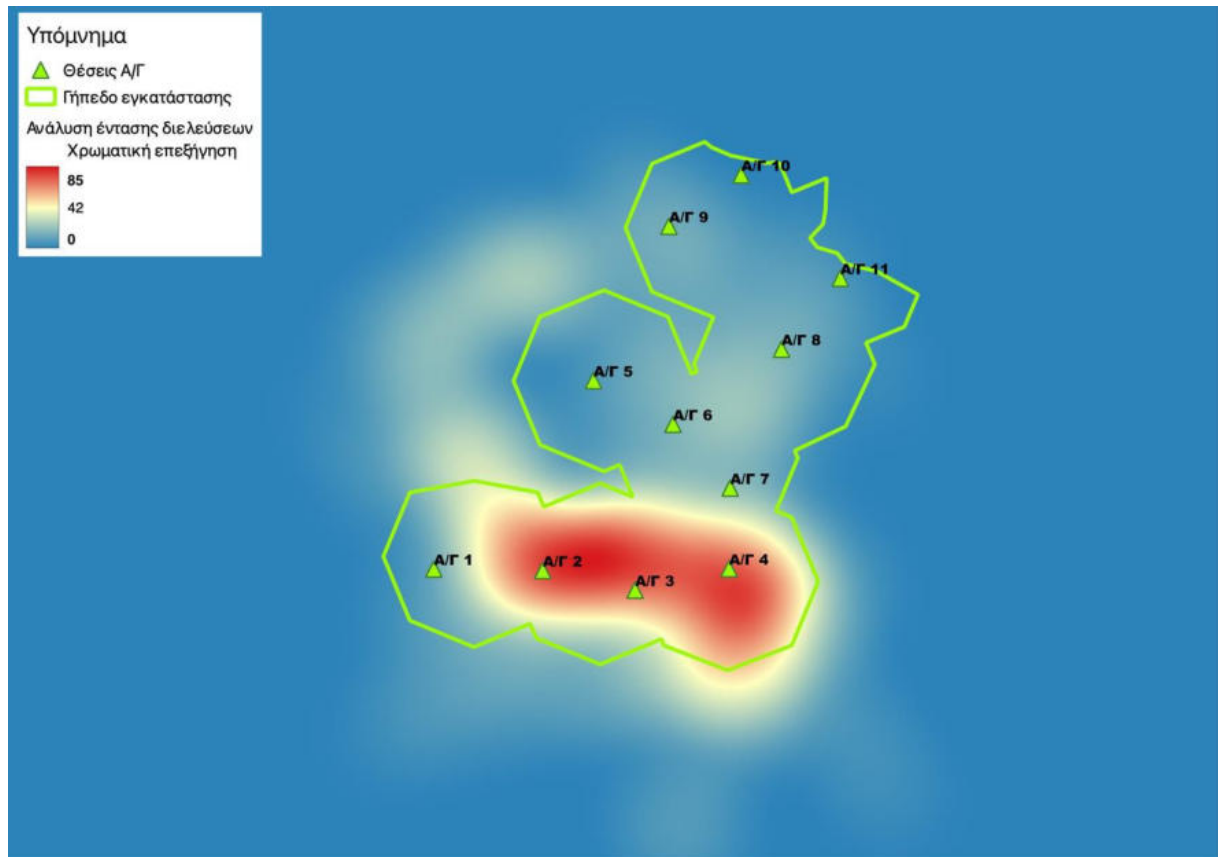 Υπόμνημα
Θέσεις Α/Γ
Γήπεδο εγκατάστασης
Ανάλυση έντασης διελεύσεων
Χρωματική επεξήγηση
85
42
0
Α/Γ 10
Α/Γ 9
Α/Γ 11
Α/Γ 8
Α/Γ 5
Α/Γ 6
Α/Γ 7
Α/Γ 1
Α/Γ 2
Α/Γ 4
Α/Γ 3